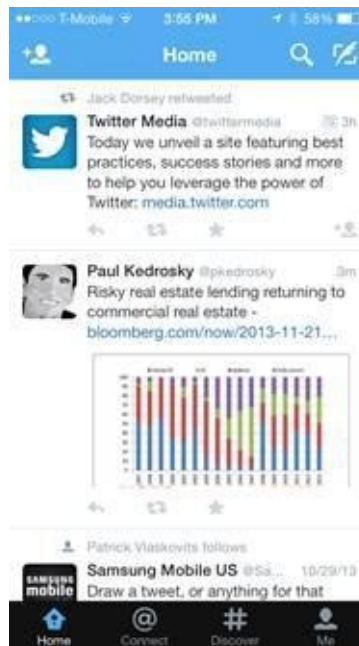 T-Mobile 3:55 PM 58%
Home
Jack Dorsey retweeted
Twitter Media @twittermedia 3h
Today we unveil a site featuring best
practices, success stories and more
to help you leverage the power of
Twitter: media.twitter.com
Paul Kedrosky @pkedrosky 3m
Risky real estate lending returning to
commercial real estate -
bloomberg.com/now/2013-11-21...
Patrick Vlaskovits follows
SAMSUNG
mobile
Samsung Mobile US @Sa... 10/29/13
Draw a tweet, or anything for that
Home Connect Discover Me